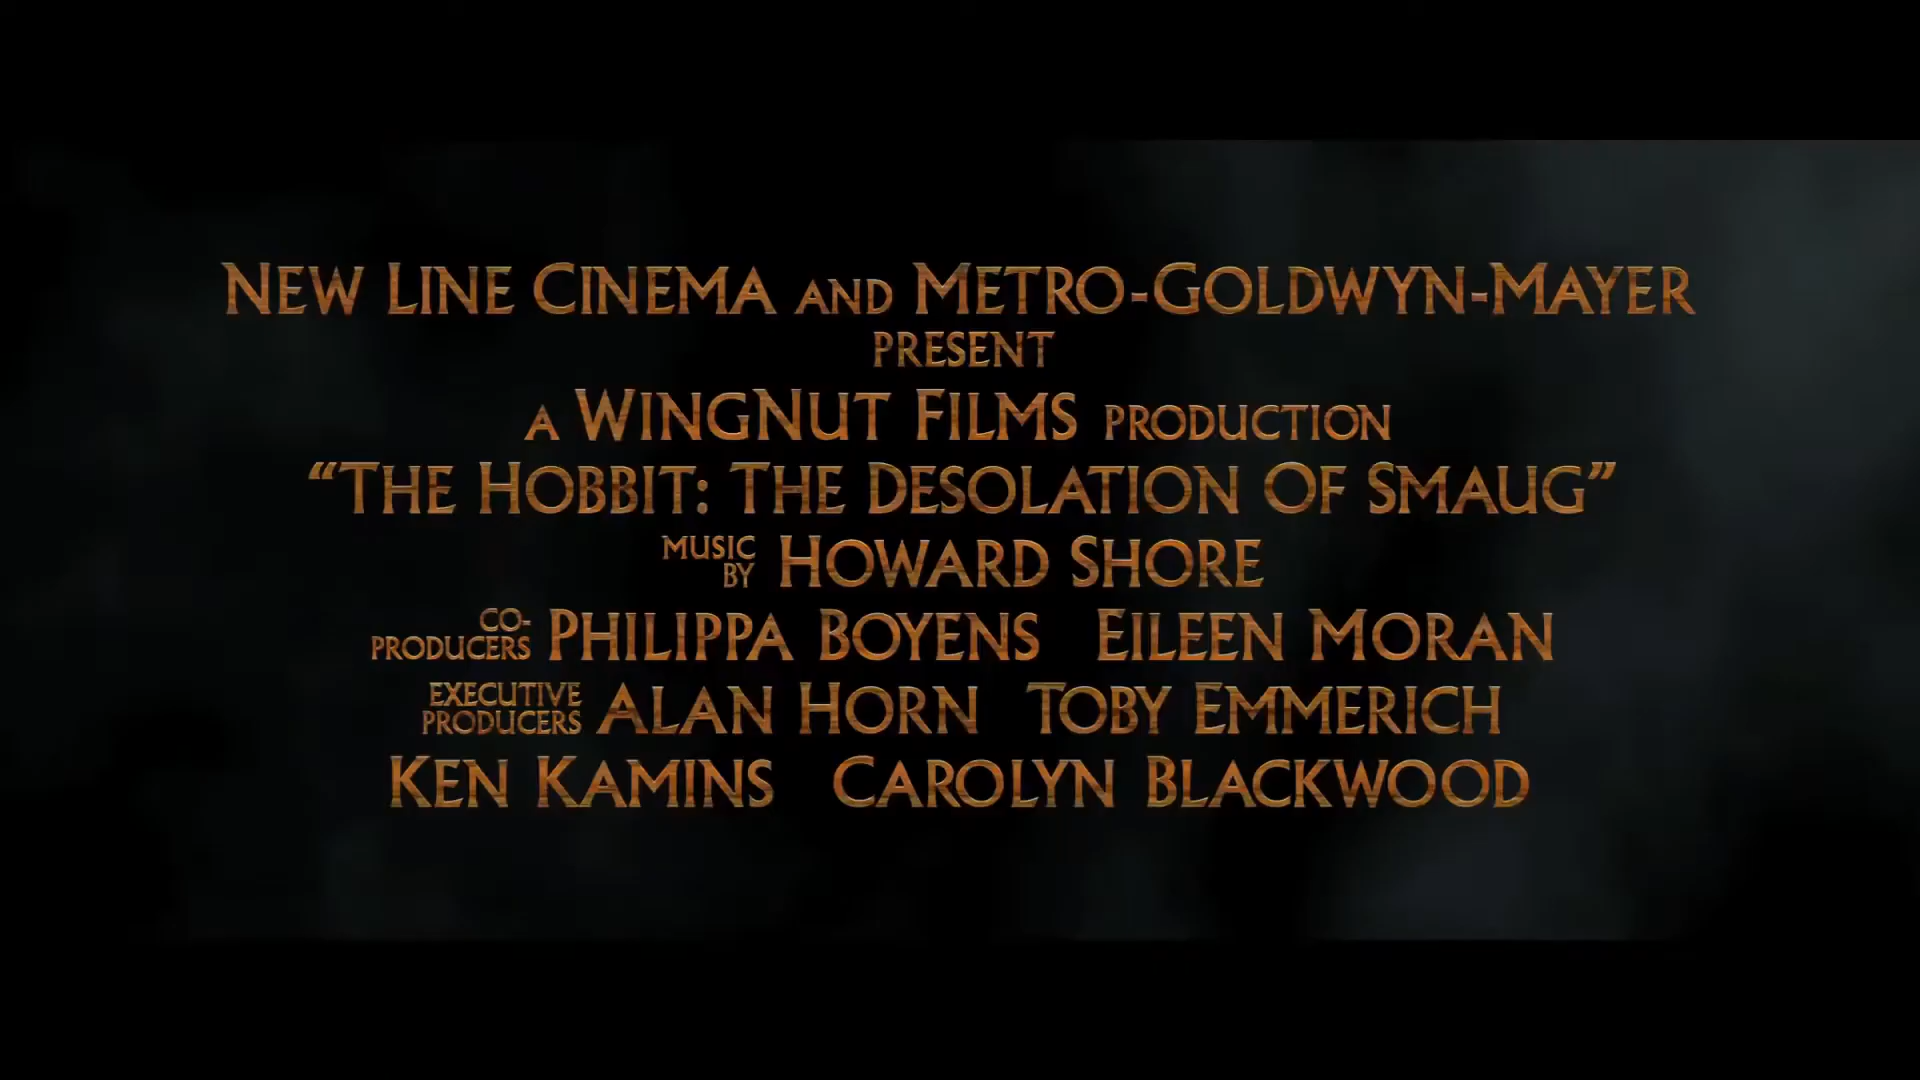 NEW LINE CINEMA AND METRO-GOLDWYN-MAYER
PRESENT
A WINGNUT FILMS PRODUCTION
“THE HOBBIT: THE DESOLATION OF SMAUG”
MUSIC BY HOWARD SHORE
CO-PRODUCERS PHILIPPA BOYENS EILEEN MORAN
EXECUTIVE PRODUCERS ALAN HORN TOBY EMMERICH
KEN KAMINS CAROLYN BLACKWOOD